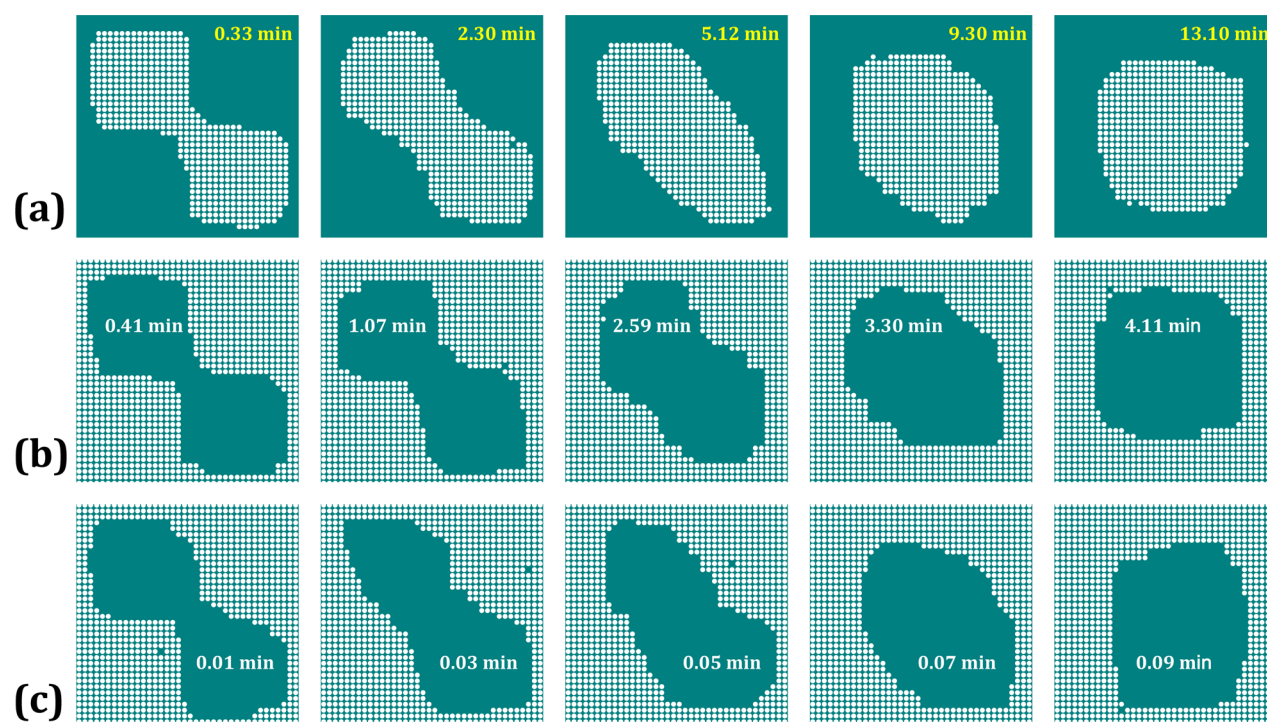 0.33 min
2.30 min
5.12 min
9.30 min
13.10 min
(a)
0.41 min
1.07 min
2.59 min
3.30 min
4.11 min
(b)
0.01 min
0.03 min
0.05 min
0.07 min
0.09 min
(c)